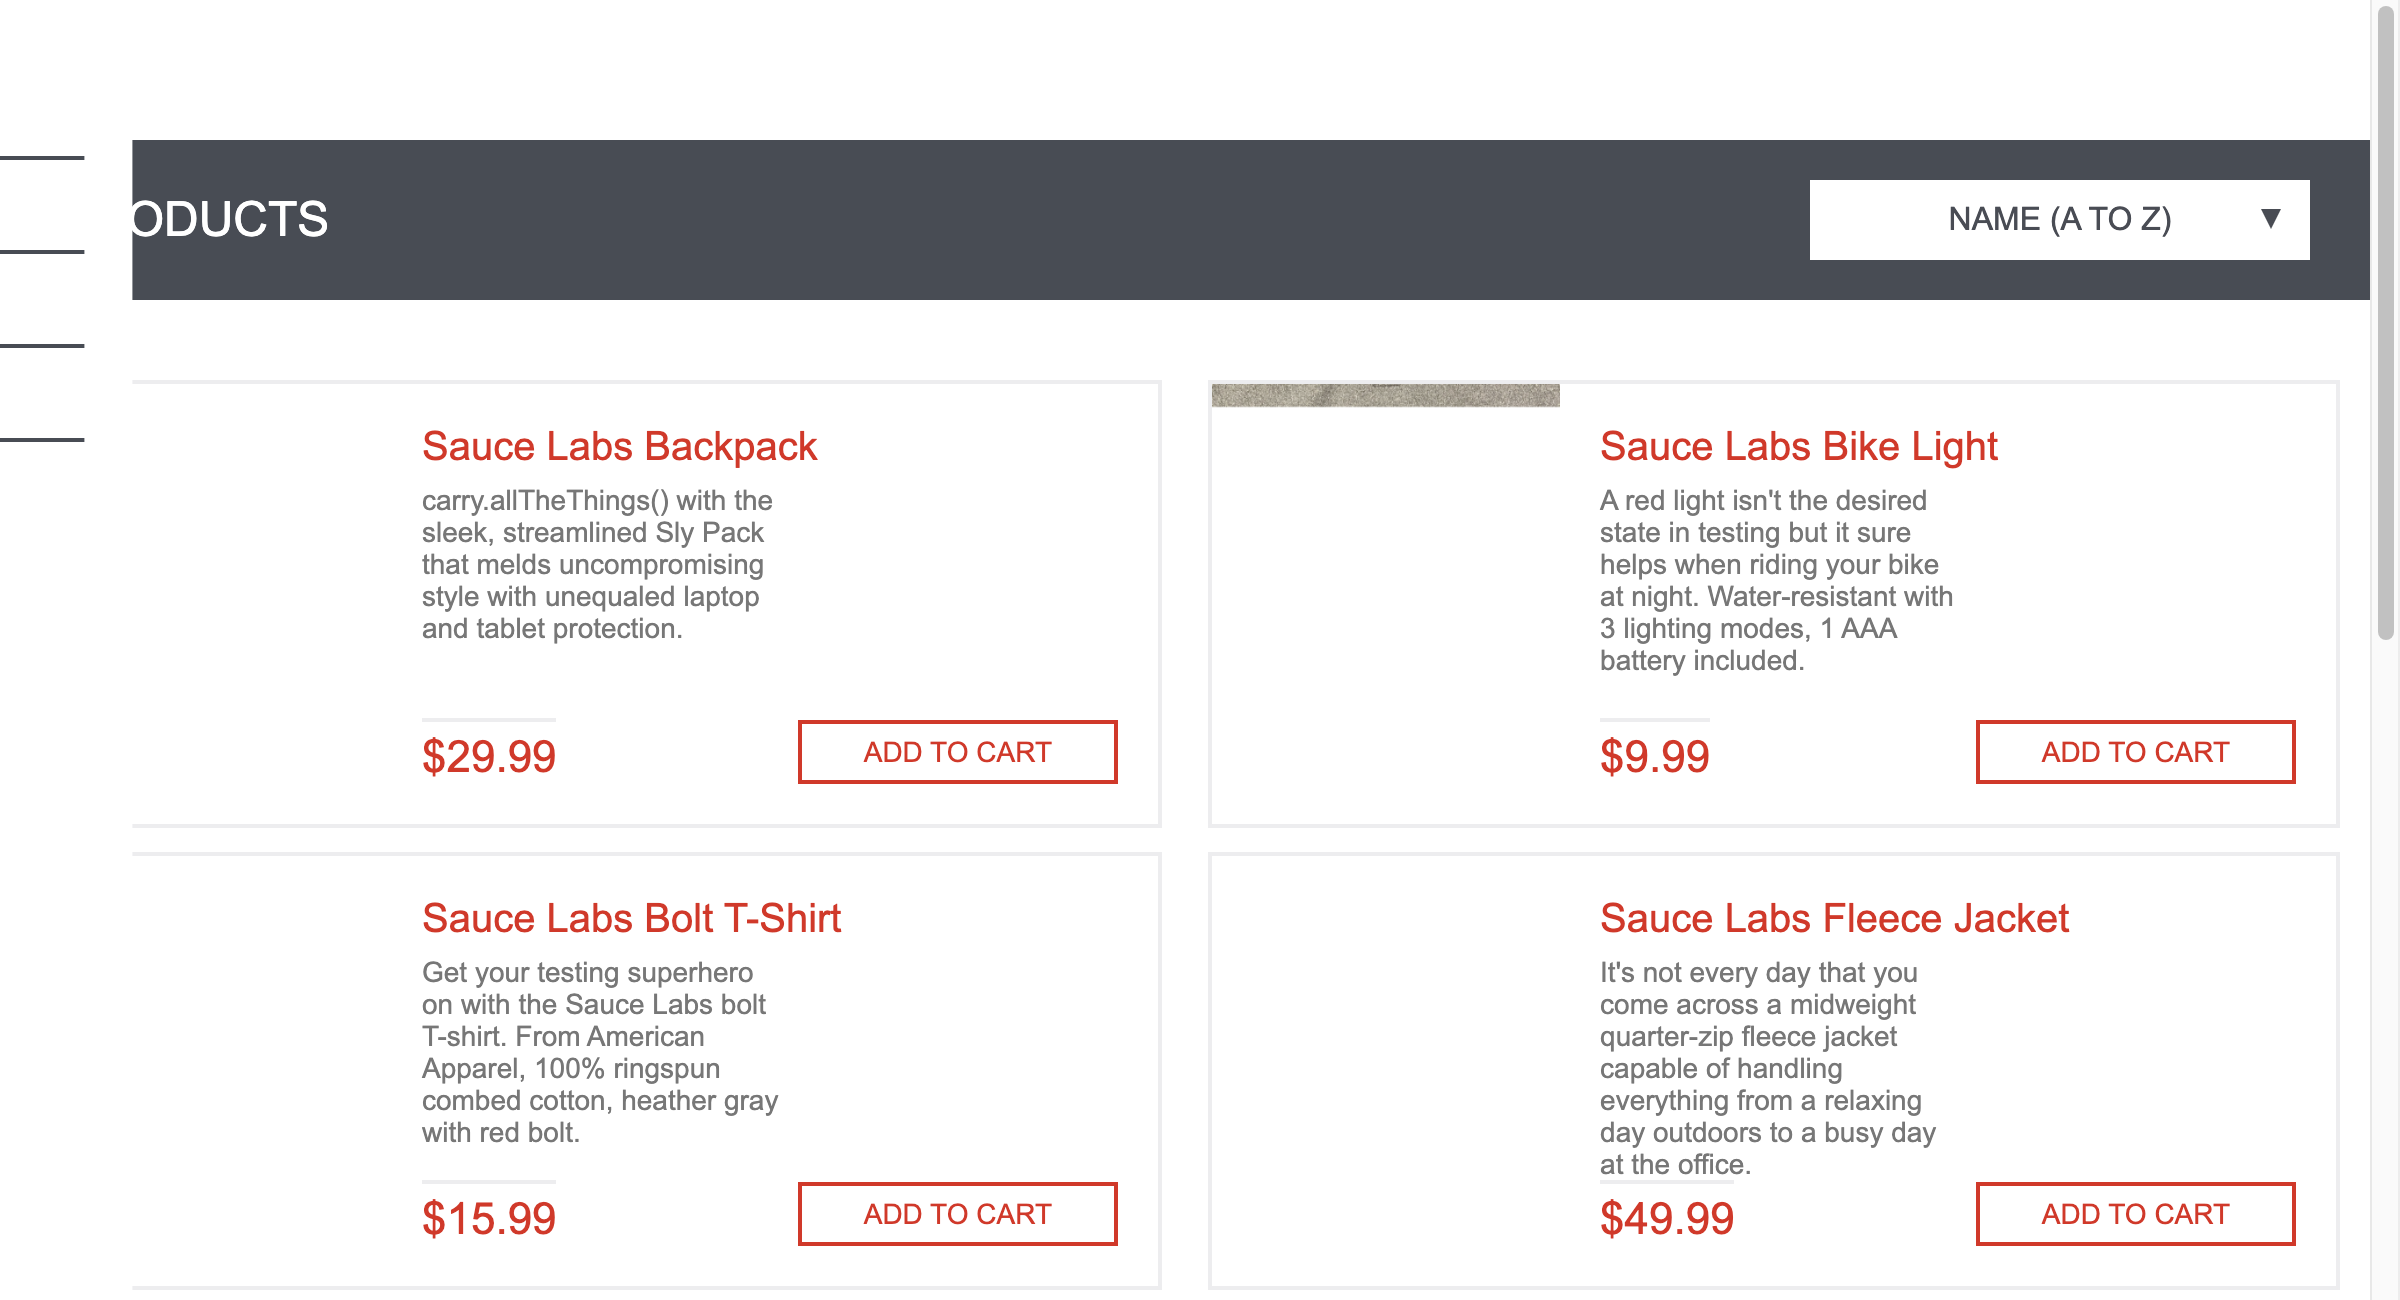 ODUCTS
NAME (A TO Z) ▼
Sauce Labs Backpack
carry.allTheThings() with the
sleek, streamlined Sly Pack
that melds uncompromising
style with unequaled laptop
and tablet protection.
$29.99
ADD TO CART
Sauce Labs Bike Light
A red light isn't the desired
state in testing but it sure
helps when riding your bike
at night. Water-resistant with
3 lighting modes, 1 AAA
battery included.
$9.99
ADD TO CART
Sauce Labs Bolt T-Shirt
Get your testing superhero
on with the Sauce Labs bolt
T-shirt. From American
Apparel, 100% ringspun
combed cotton, heather gray
with red bolt.
$15.99
ADD TO CART
Sauce Labs Fleece Jacket
It's not every day that you
come across a midweight
quarter-zip fleece jacket
capable of handling
everything from a relaxing
day outdoors to a busy day
at the office.
$49.99
ADD TO CART